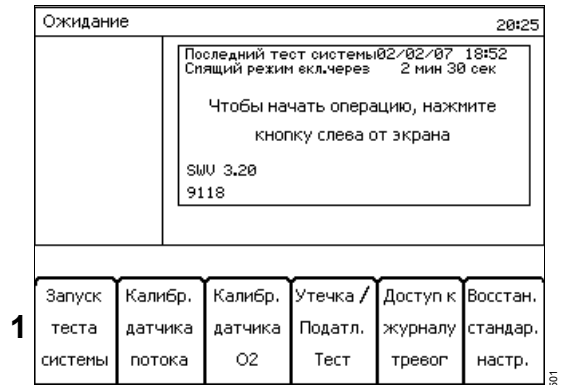 Ожидание 20:25
Последний тест системы02/02/07 18:52
Спящий режим вкл.через 2 мин 30 сек
Чтобы начать операцию, нажмите
кнопку слева от экрана
SWV 3.20
9118
1
Запуск теста системы
Калибр. датчика потока
Калибр. датчика O2
Утечка / Податл. Тест
Доступ к журналу тревог
Восстан. стандар. настр.